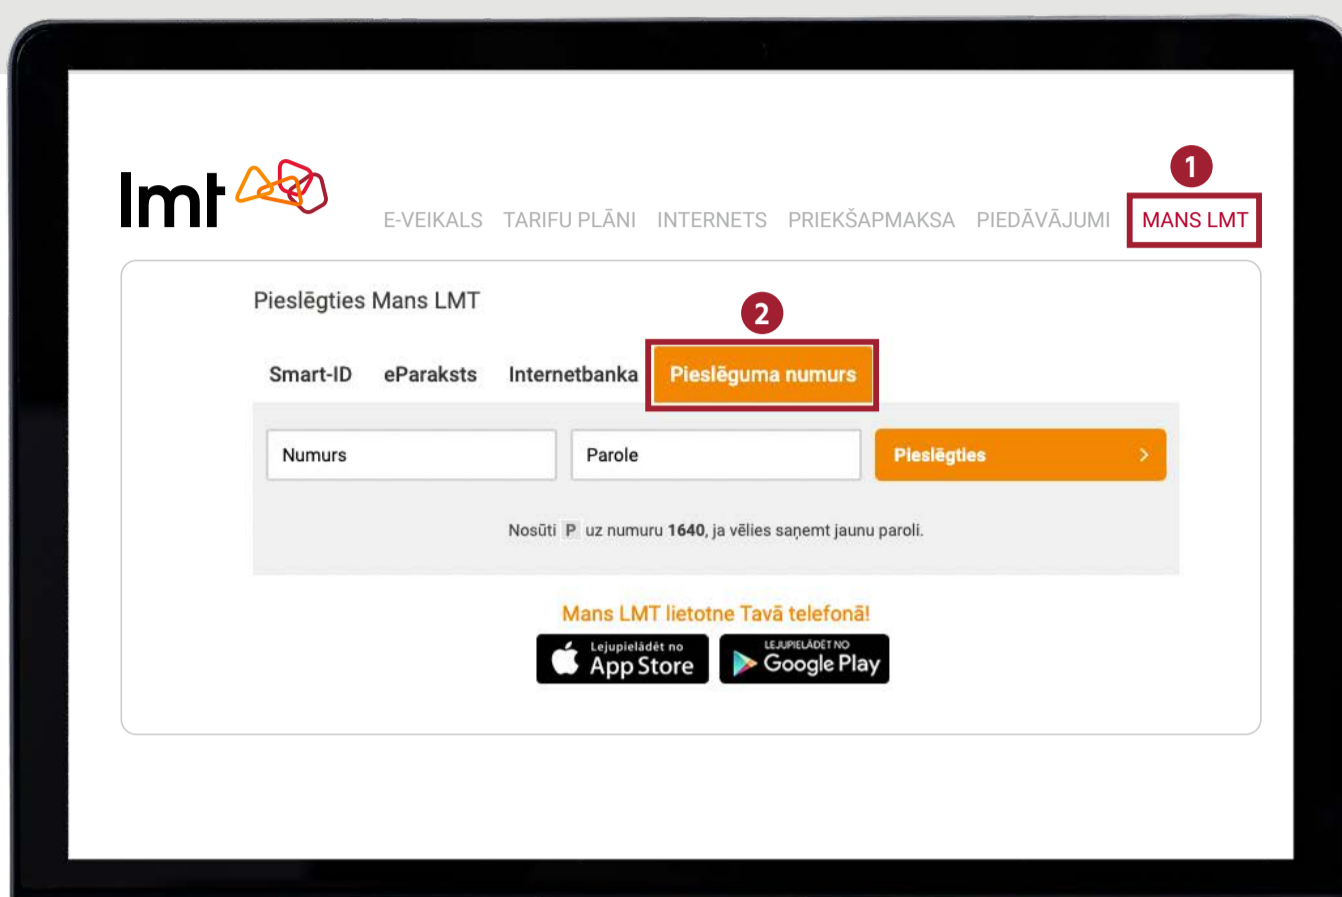 lmt
1
E-VEIKALS TARIFU PLĀNI INTERNETS PRIEKŠAPMAKSA PIEDĀVĀJUMI MANS LMT
Pieslēgties Mans LMT
2
Smart-ID eParaksts Internetbanka Pieslēguma numurs
Numurs Parole Pieslēgties
Nosūti P uz numuru 1640, ja vēlies saņemt jaunu paroli.
Mans LMT lietotne Tavā telefonā!
Lejupielādēt no
App Store
LEJUPIELĀDĒT NO
Google Play